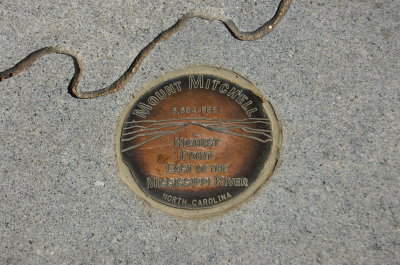 MOUNT MITCHELL
6,684 FEET
HIGHEST
POINT
EAST OF THE
MISSISSIPPI RIVER
NORTH CAROLINA